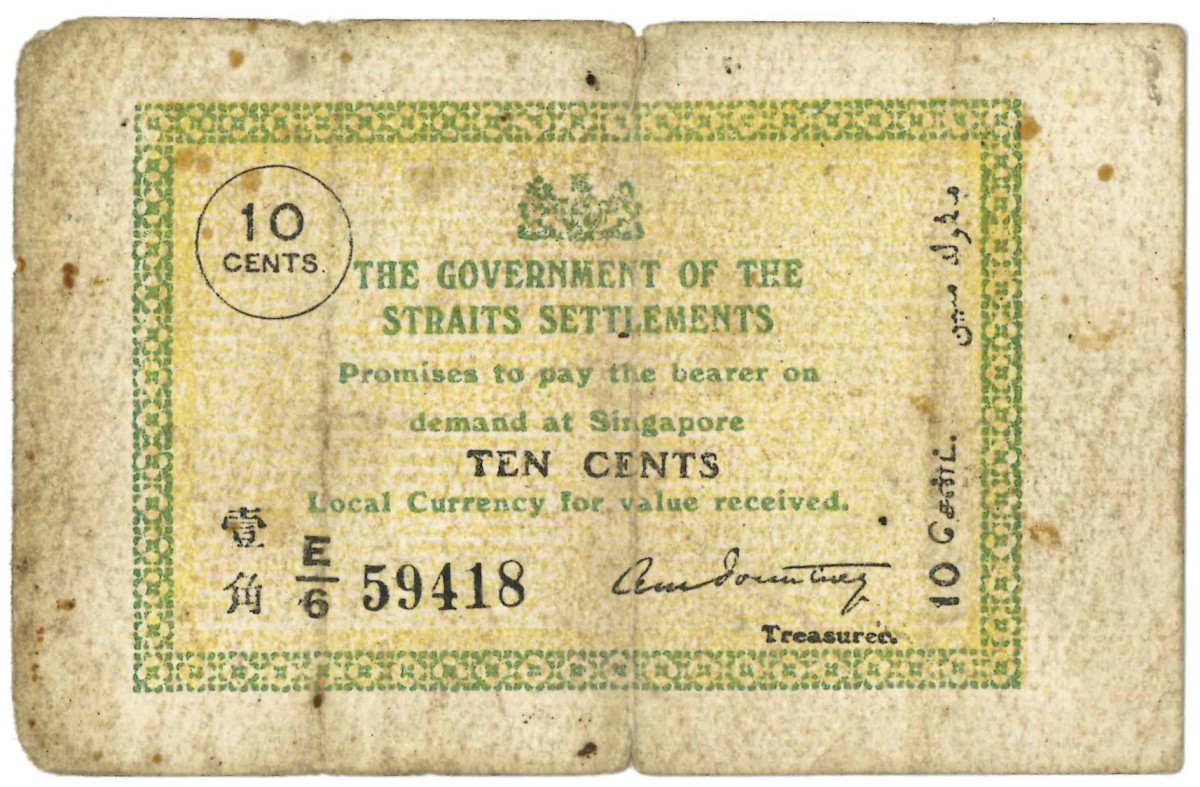 10
CENTS.
THE GOVERNMENT OF THE
STRAITS SETTLEMENTS
Promises to pay the bearer on
demand at Singapore
TEN CENTS
Local Currency for value received.
壹
角
E/6 59418
Treasurer.
10